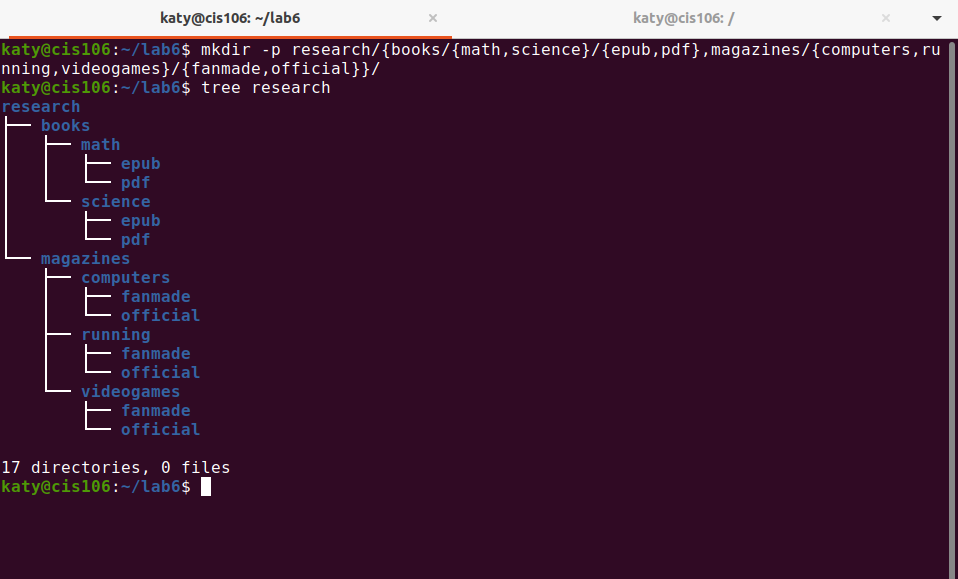 katy@cis106: ~/lab6 × katy@cis106: / ×
katy@cis106:~/lab6$ mkdir -p research/{books/{math,science}/{epub,pdf},magazines/{computers,ru
nning,videogames}/{fanmade,official}}/
katy@cis106:~/lab6$ tree research
research
├── books
│   ├── math
│   │   ├── epub
│   │   └── pdf
│   └── science
│       ├── epub
│       └── pdf
└── magazines
    ├── computers
    │   ├── fanmade
    │   └── official
    ├── running
    │   ├── fanmade
    │   └── official
    └── videogames
        ├── fanmade
        └── official

17 directories, 0 files
katy@cis106:~/lab6$